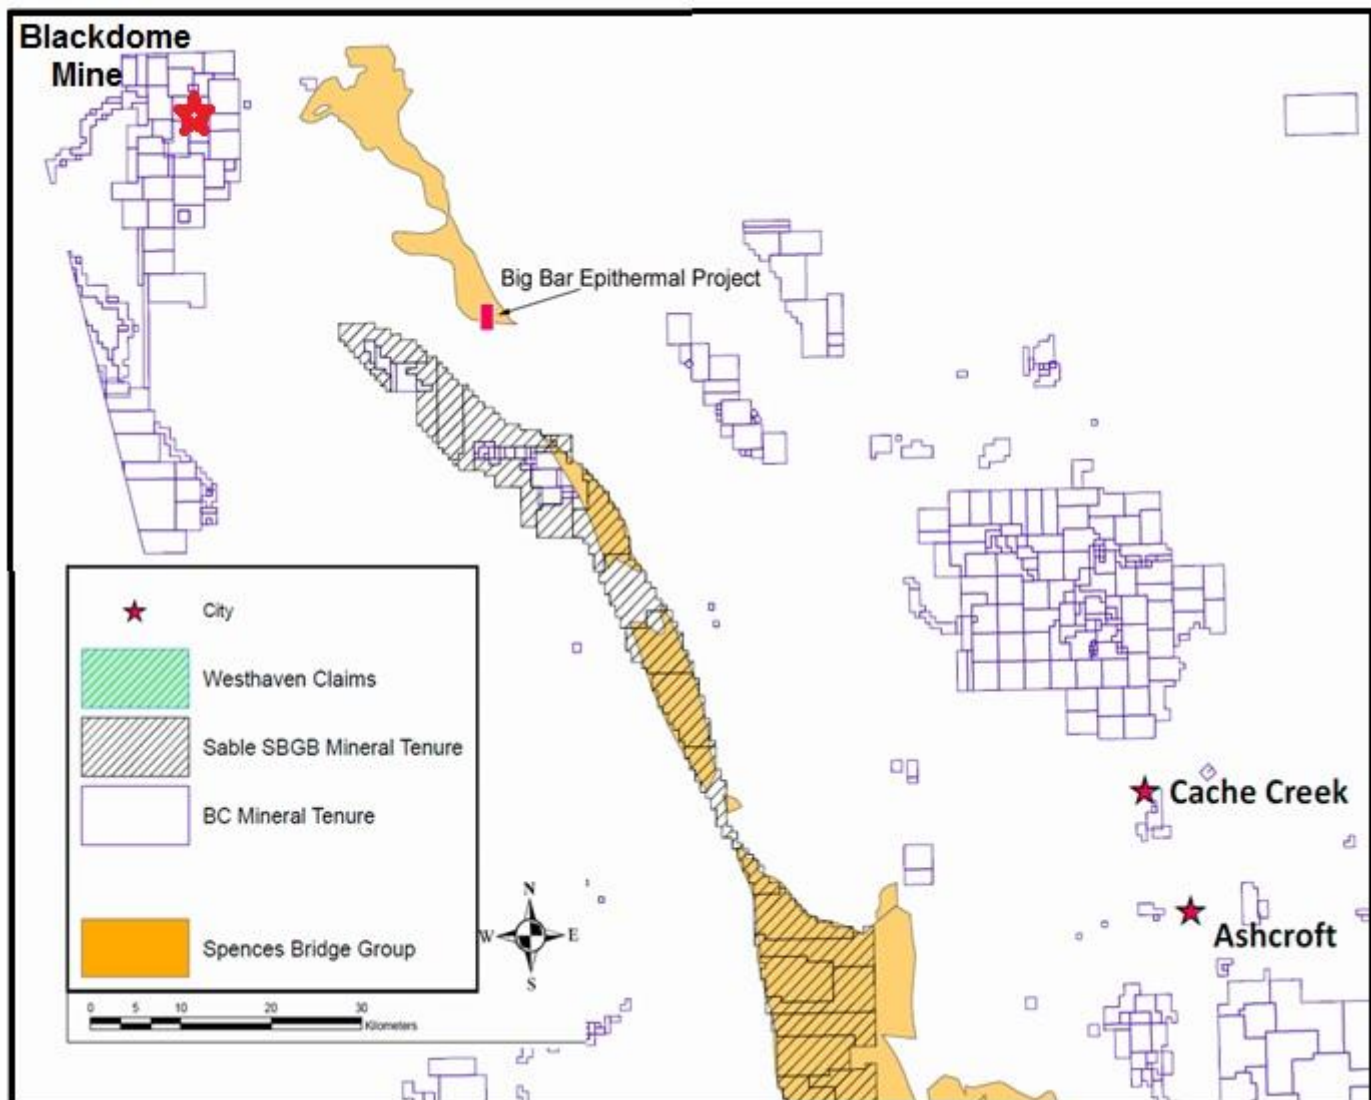 Blackdome
Mine
Big Bar Epithermal Project
City
Westhaven Claims
Sable SBGB Mineral Tenure
BC Mineral Tenure
Spences Bridge Group
N
W E
S
0 5 10 20 30
Kilometers
Cache Creek
Ashcroft